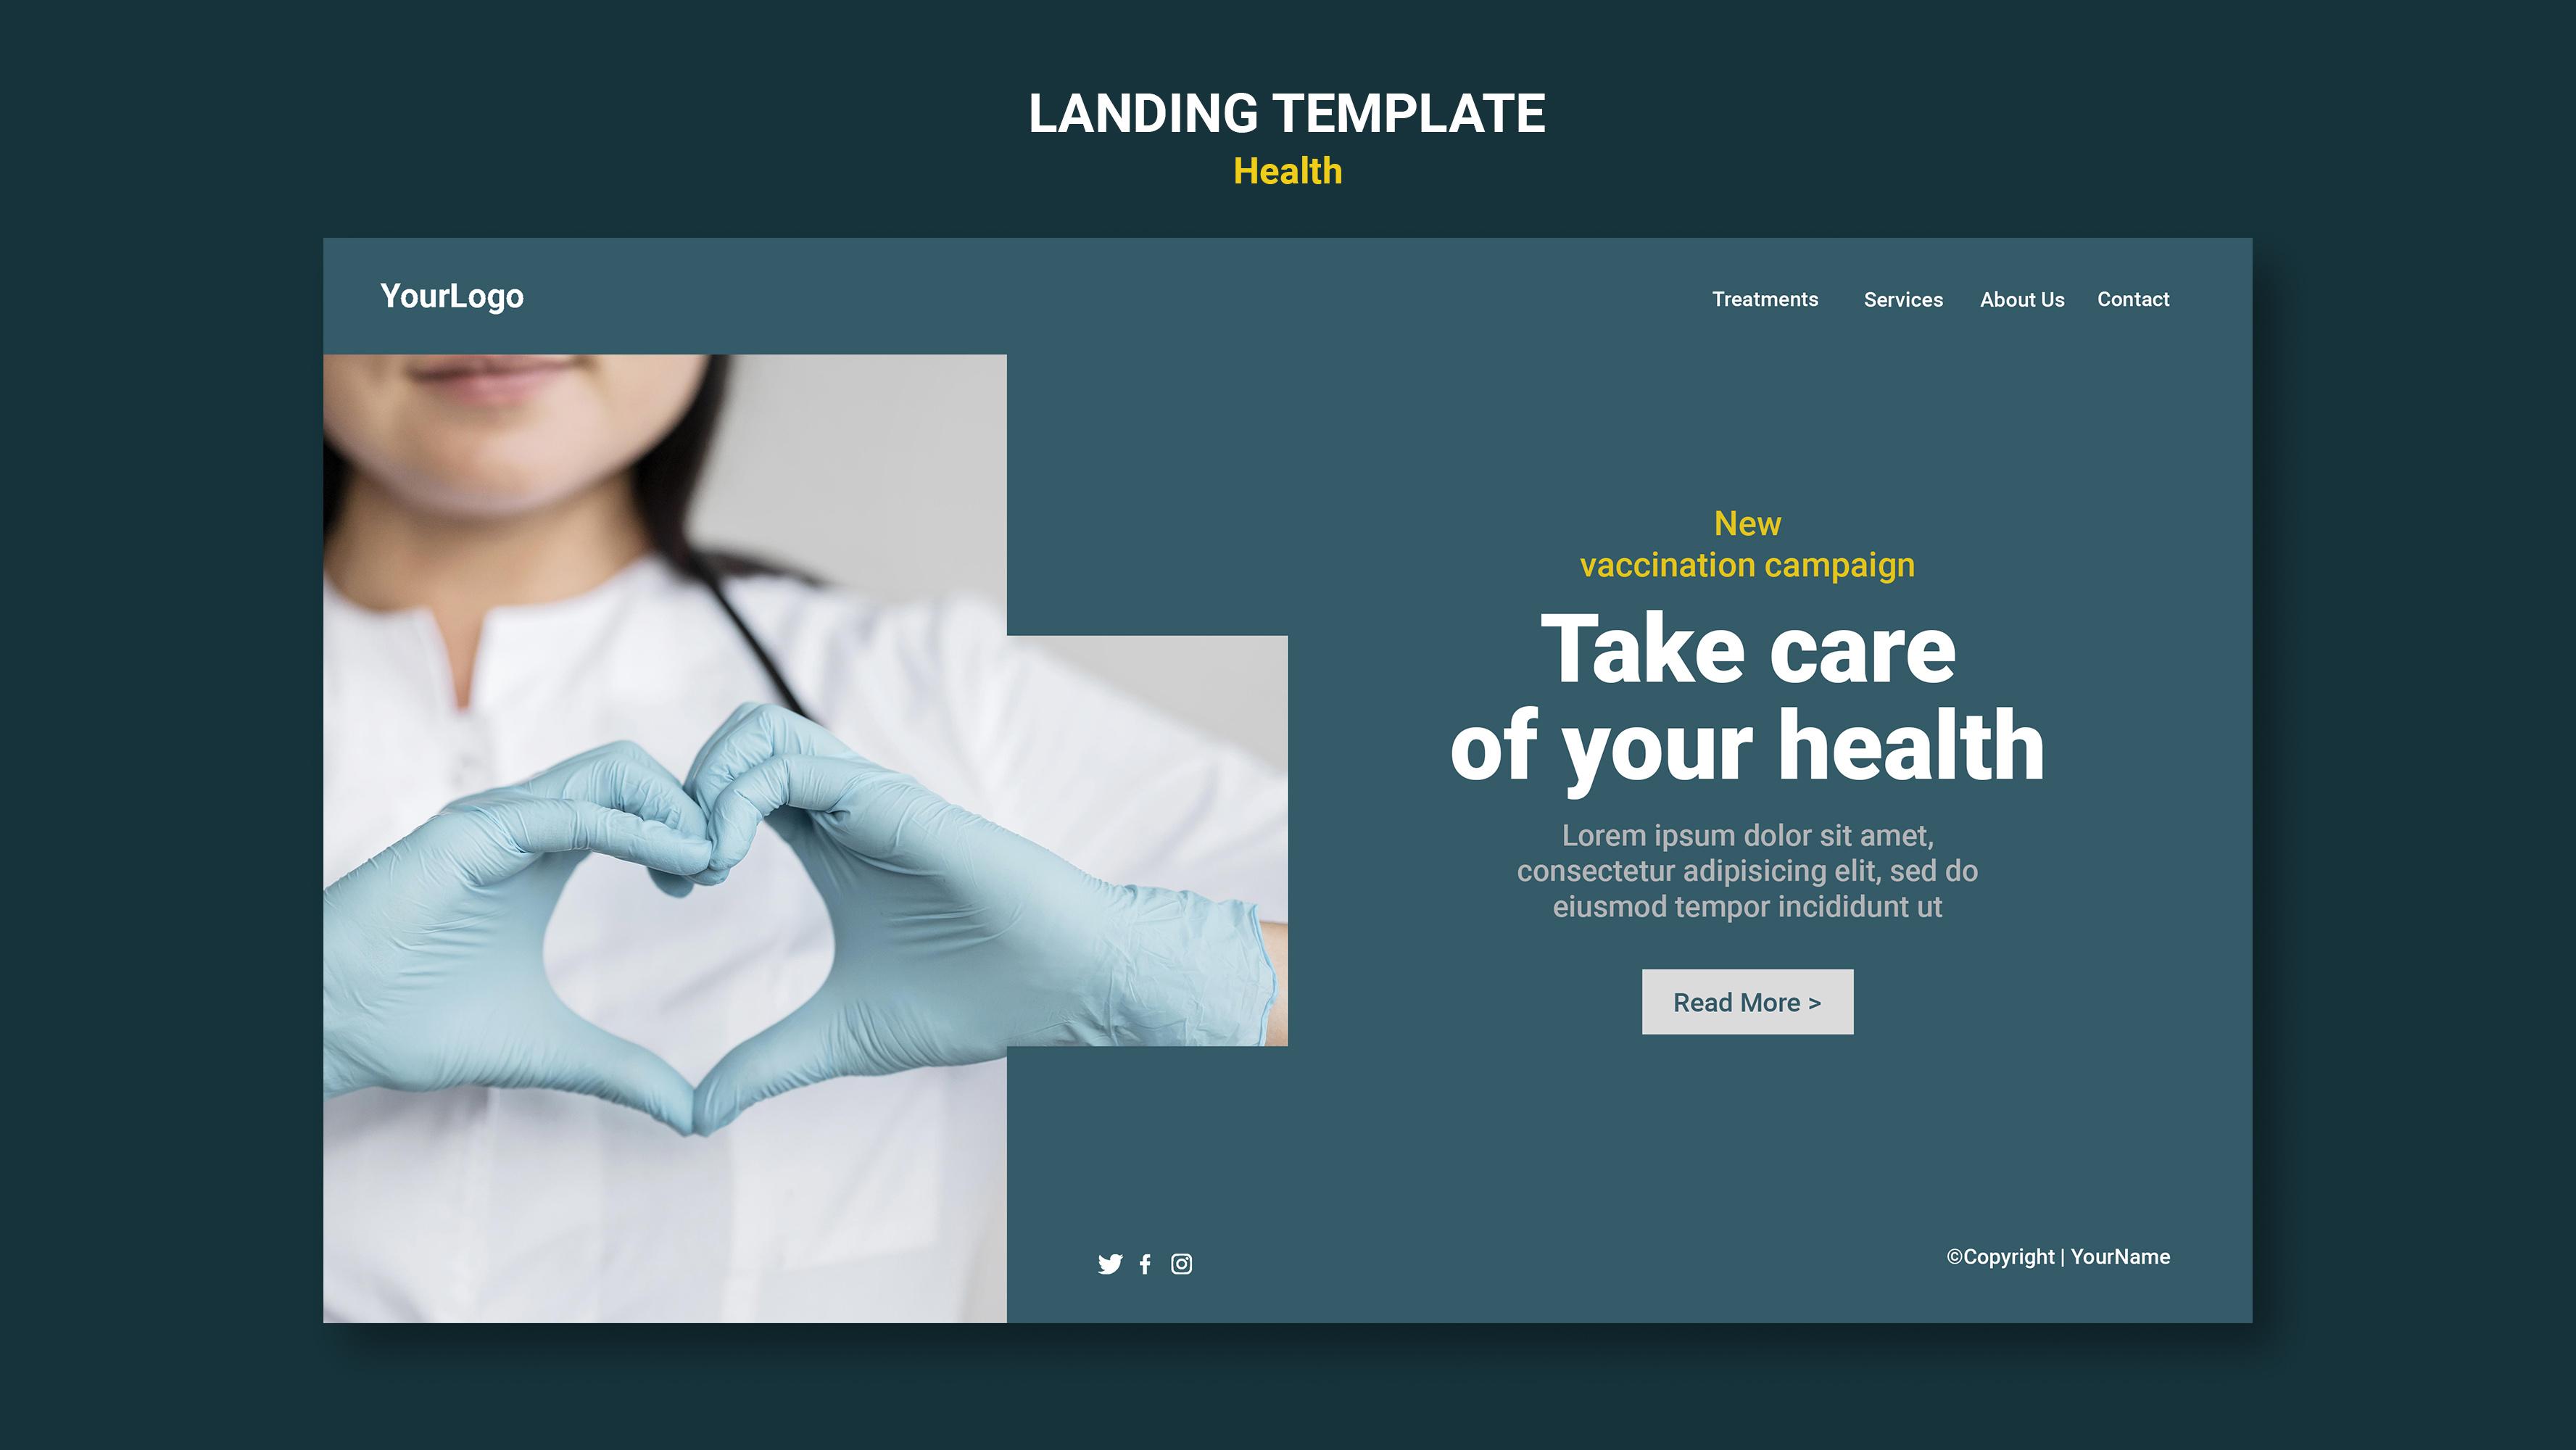 LANDING TEMPLATE
Health
YourLogo
Treatments Services About Us Contact
New
vaccination campaign
Take care
of your health
Lorem ipsum dolor sit amet,
consectetur adipisicing elit, sed do
eiusmod tempor incididunt ut
Read More >
©Copyright | YourName